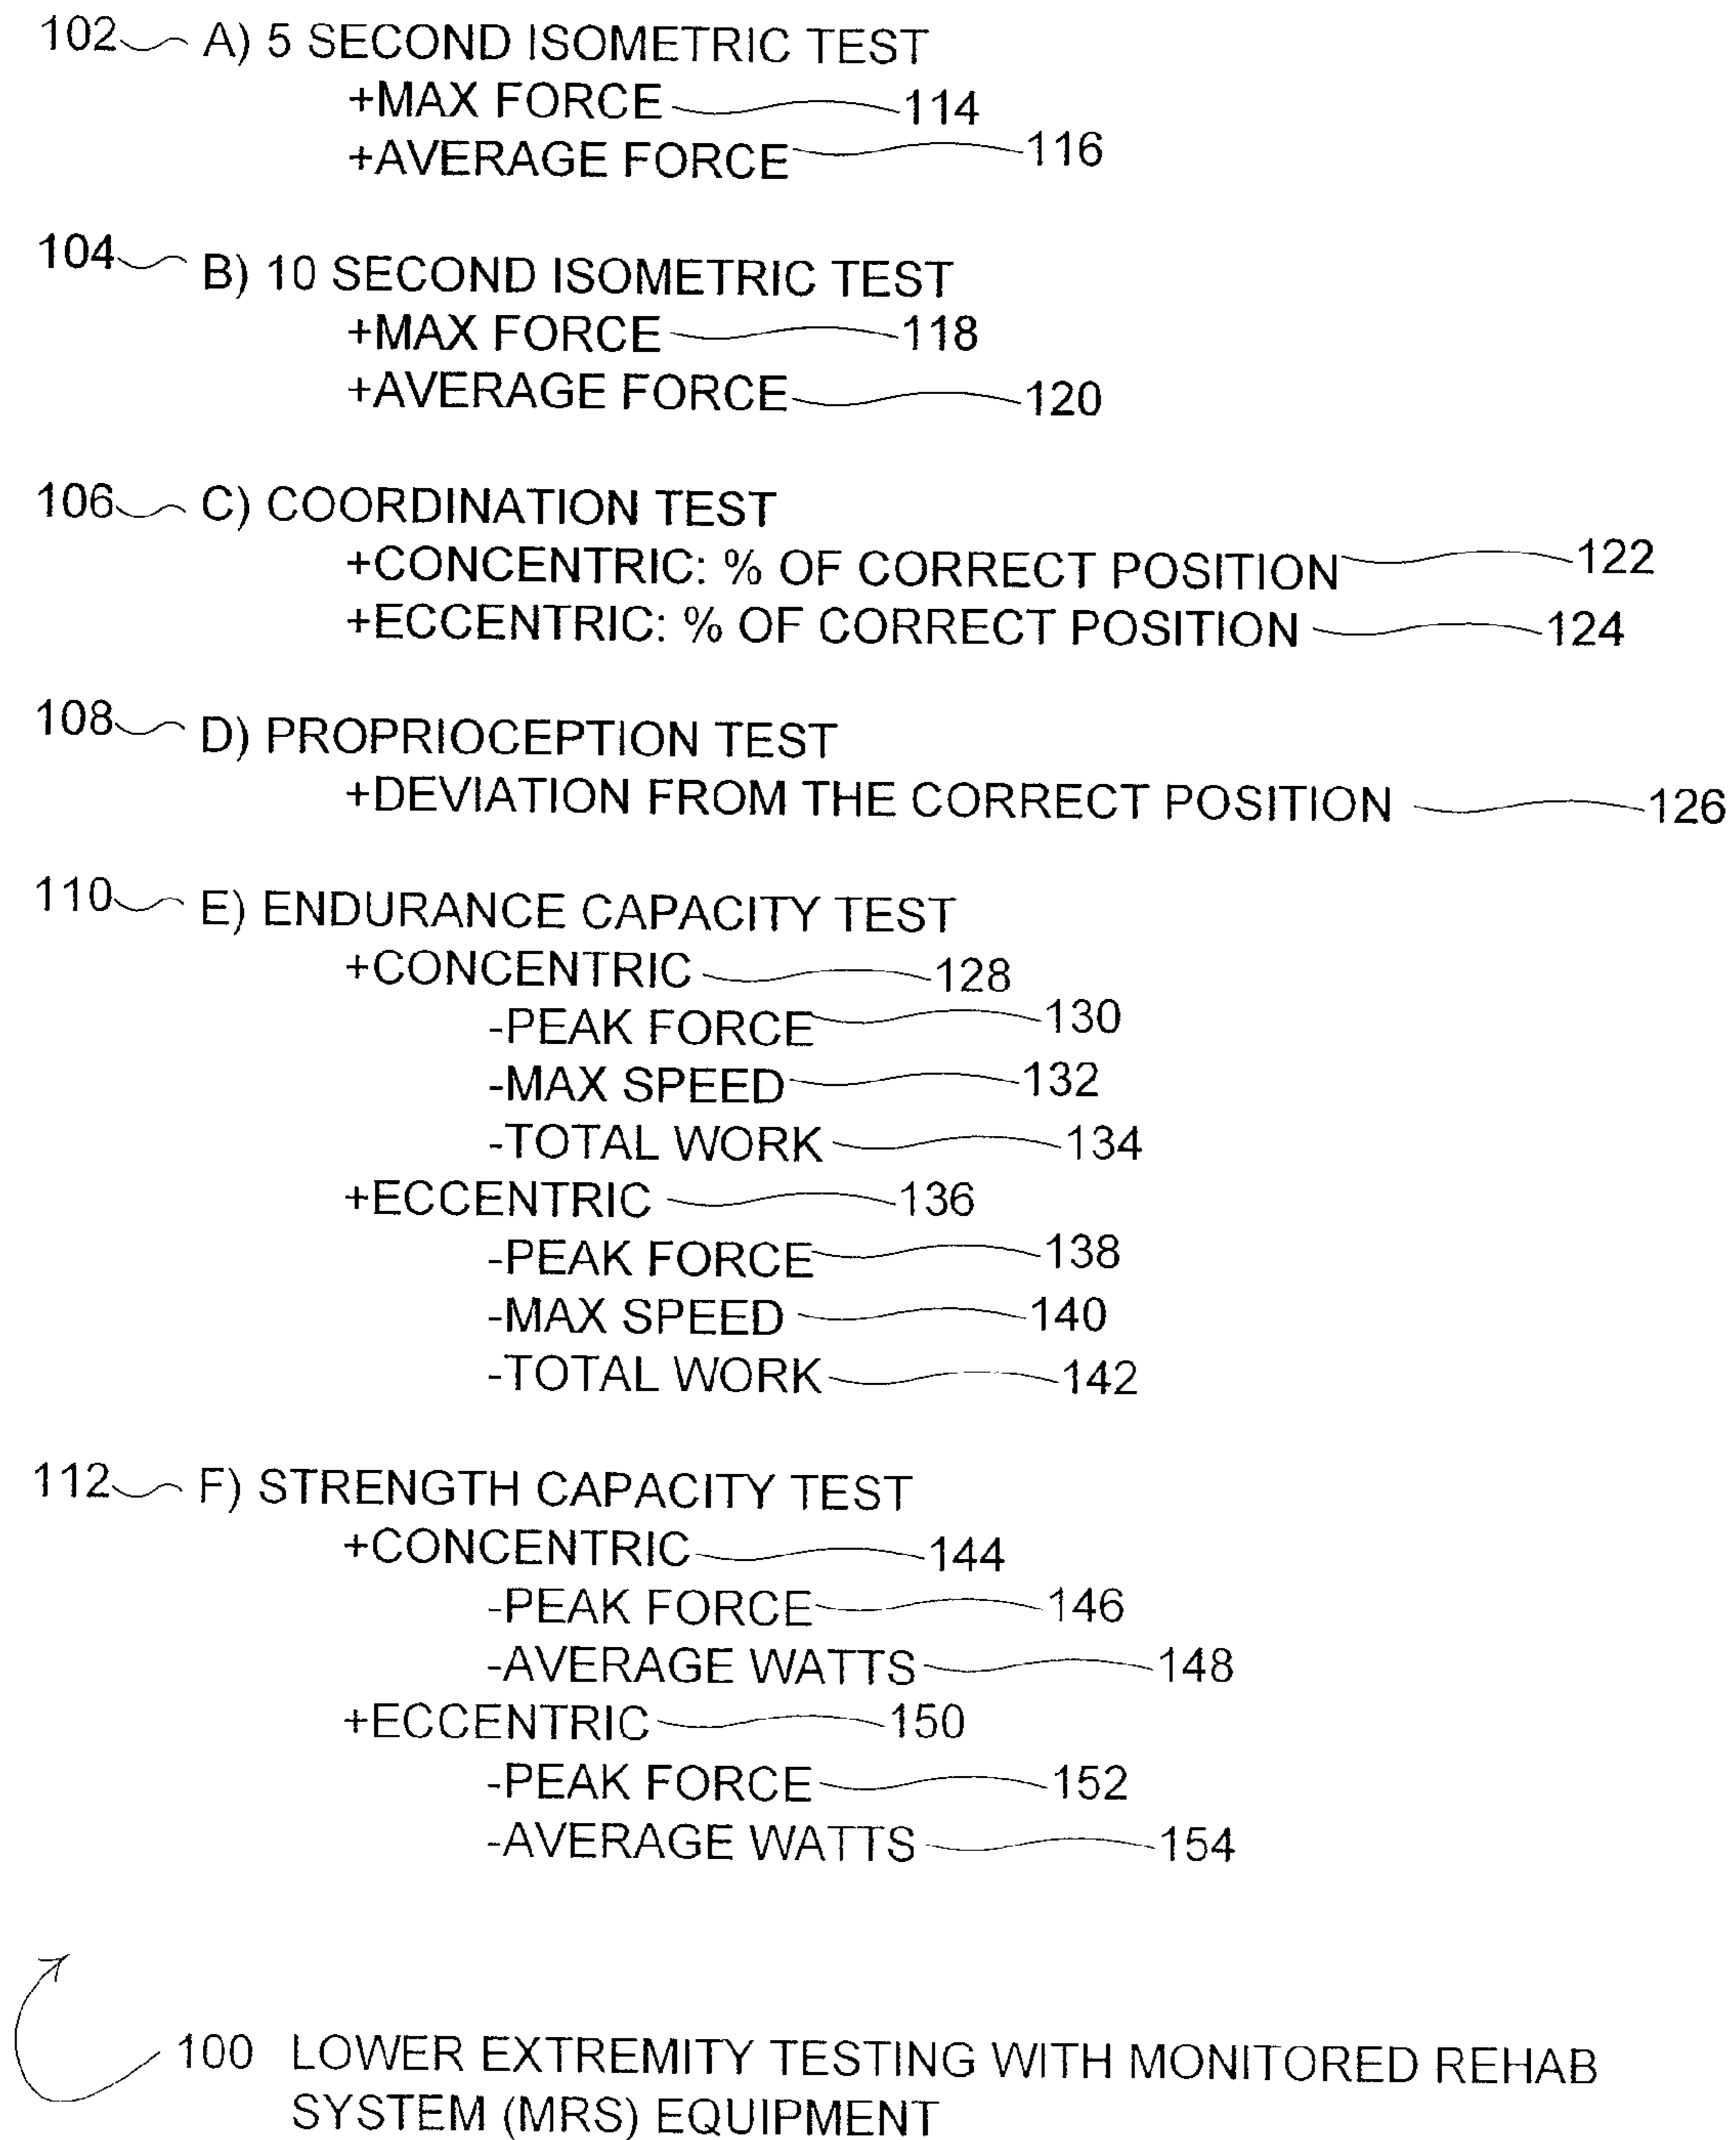 102 A) 5 SECOND ISOMETRIC TEST
+MAX FORCE 114
+AVERAGE FORCE 116
104 B) 10 SECOND ISOMETRIC TEST
+MAX FORCE 118
+AVERAGE FORCE 120
106 C) COORDINATION TEST
+CONCENTRIC: % OF CORRECT POSITION 122
+ECCENTRIC: % OF CORRECT POSITION 124
108 D) PROPRIOCEPTION TEST
+DEVIATION FROM THE CORRECT POSITION 126
110 E) ENDURANCE CAPACITY TEST
+CONCENTRIC 128
-PEAK FORCE 130
-MAX SPEED 132
-TOTAL WORK 134
+ECCENTRIC 136
-PEAK FORCE 138
-MAX SPEED 140
-TOTAL WORK 142
112 F) STRENGTH CAPACITY TEST
+CONCENTRIC 144
-PEAK FORCE 146
-AVERAGE WATTS 148
+ECCENTRIC 150
-PEAK FORCE 152
-AVERAGE WATTS 154
100 LOWER EXTREMITY TESTING WITH MONITORED REHAB
SYSTEM (MRS) EQUIPMENT